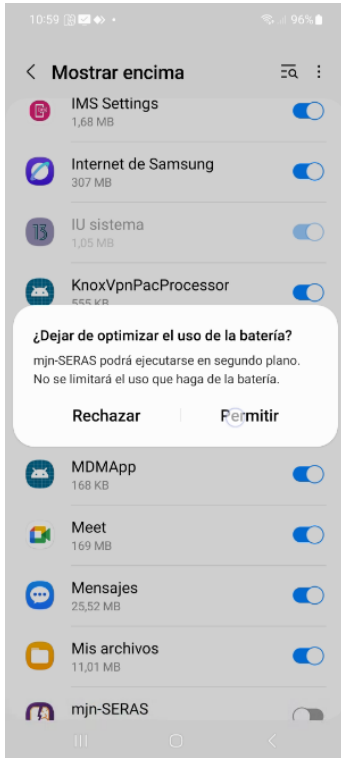 10:59 96%
Mostrar encima
IMS Settings
1,68 MB
Internet de Samsung
307 MB
IU sistema
1,05 MB
KnoxVpnPacProcessor
555 KB
¿Dejar de optimizar el uso de la batería?
mjn-SERAS podrá ejecutarse en segundo plano.
No se limitará el uso que haga de la batería.
Rechazar Permitir
MDMApp
168 KB
Meet
169 MB
Mensajes
25,52 MB
Mis archivos
11,01 MB
mjn-SERAS